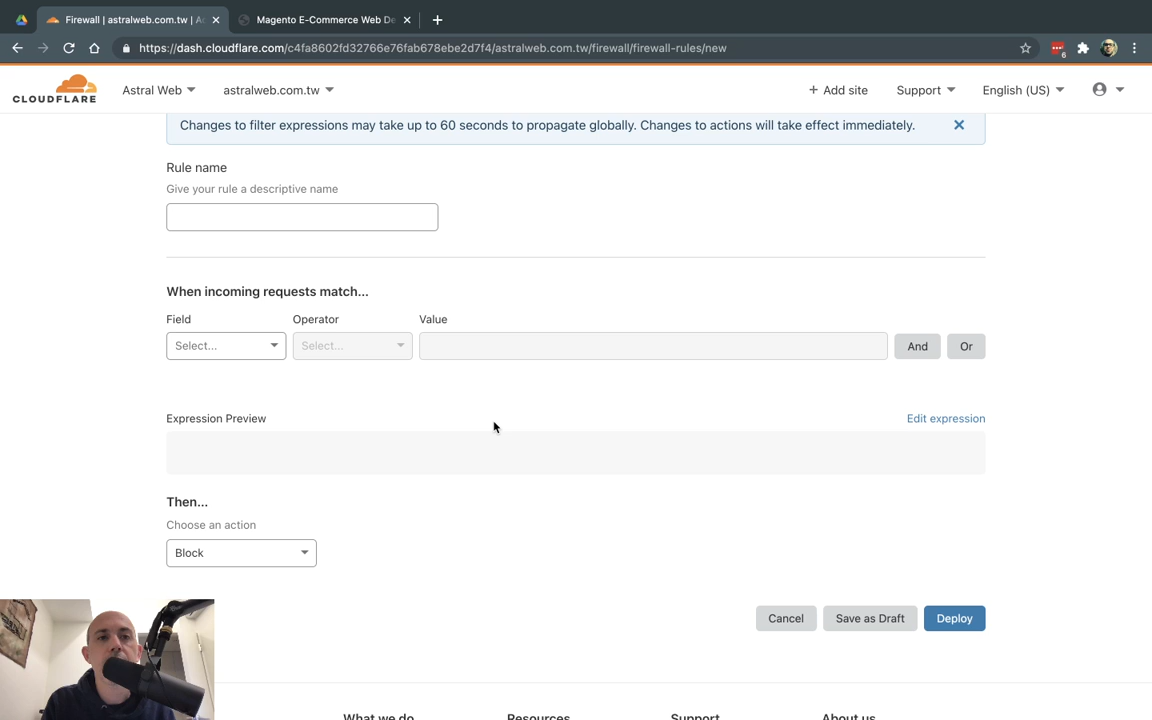 Firewall | astralweb.com.tw | Ac
Magento E-Commerce Web De
https://dash.cloudflare.com/c4fa8602fd32766e76fab678ebe2d7f4/astralweb.com.tw/firewall/firewall-rules/new
6
CLOUDFLARE
Astral Web
astralweb.com.tw
+ Add site
Support
English (US)
Changes to filter expressions may take up to 60 seconds to propagate globally. Changes to actions will take effect immediately.
Rule name
Give your rule a descriptive name
When incoming requests match...
Field
Operator
Value
Select...
Select...
And
Or
Expression Preview
Edit expression
Then...
Choose an action
Block
Cancel
Save as Draft
Deploy
What we do
Resources
Support
About us